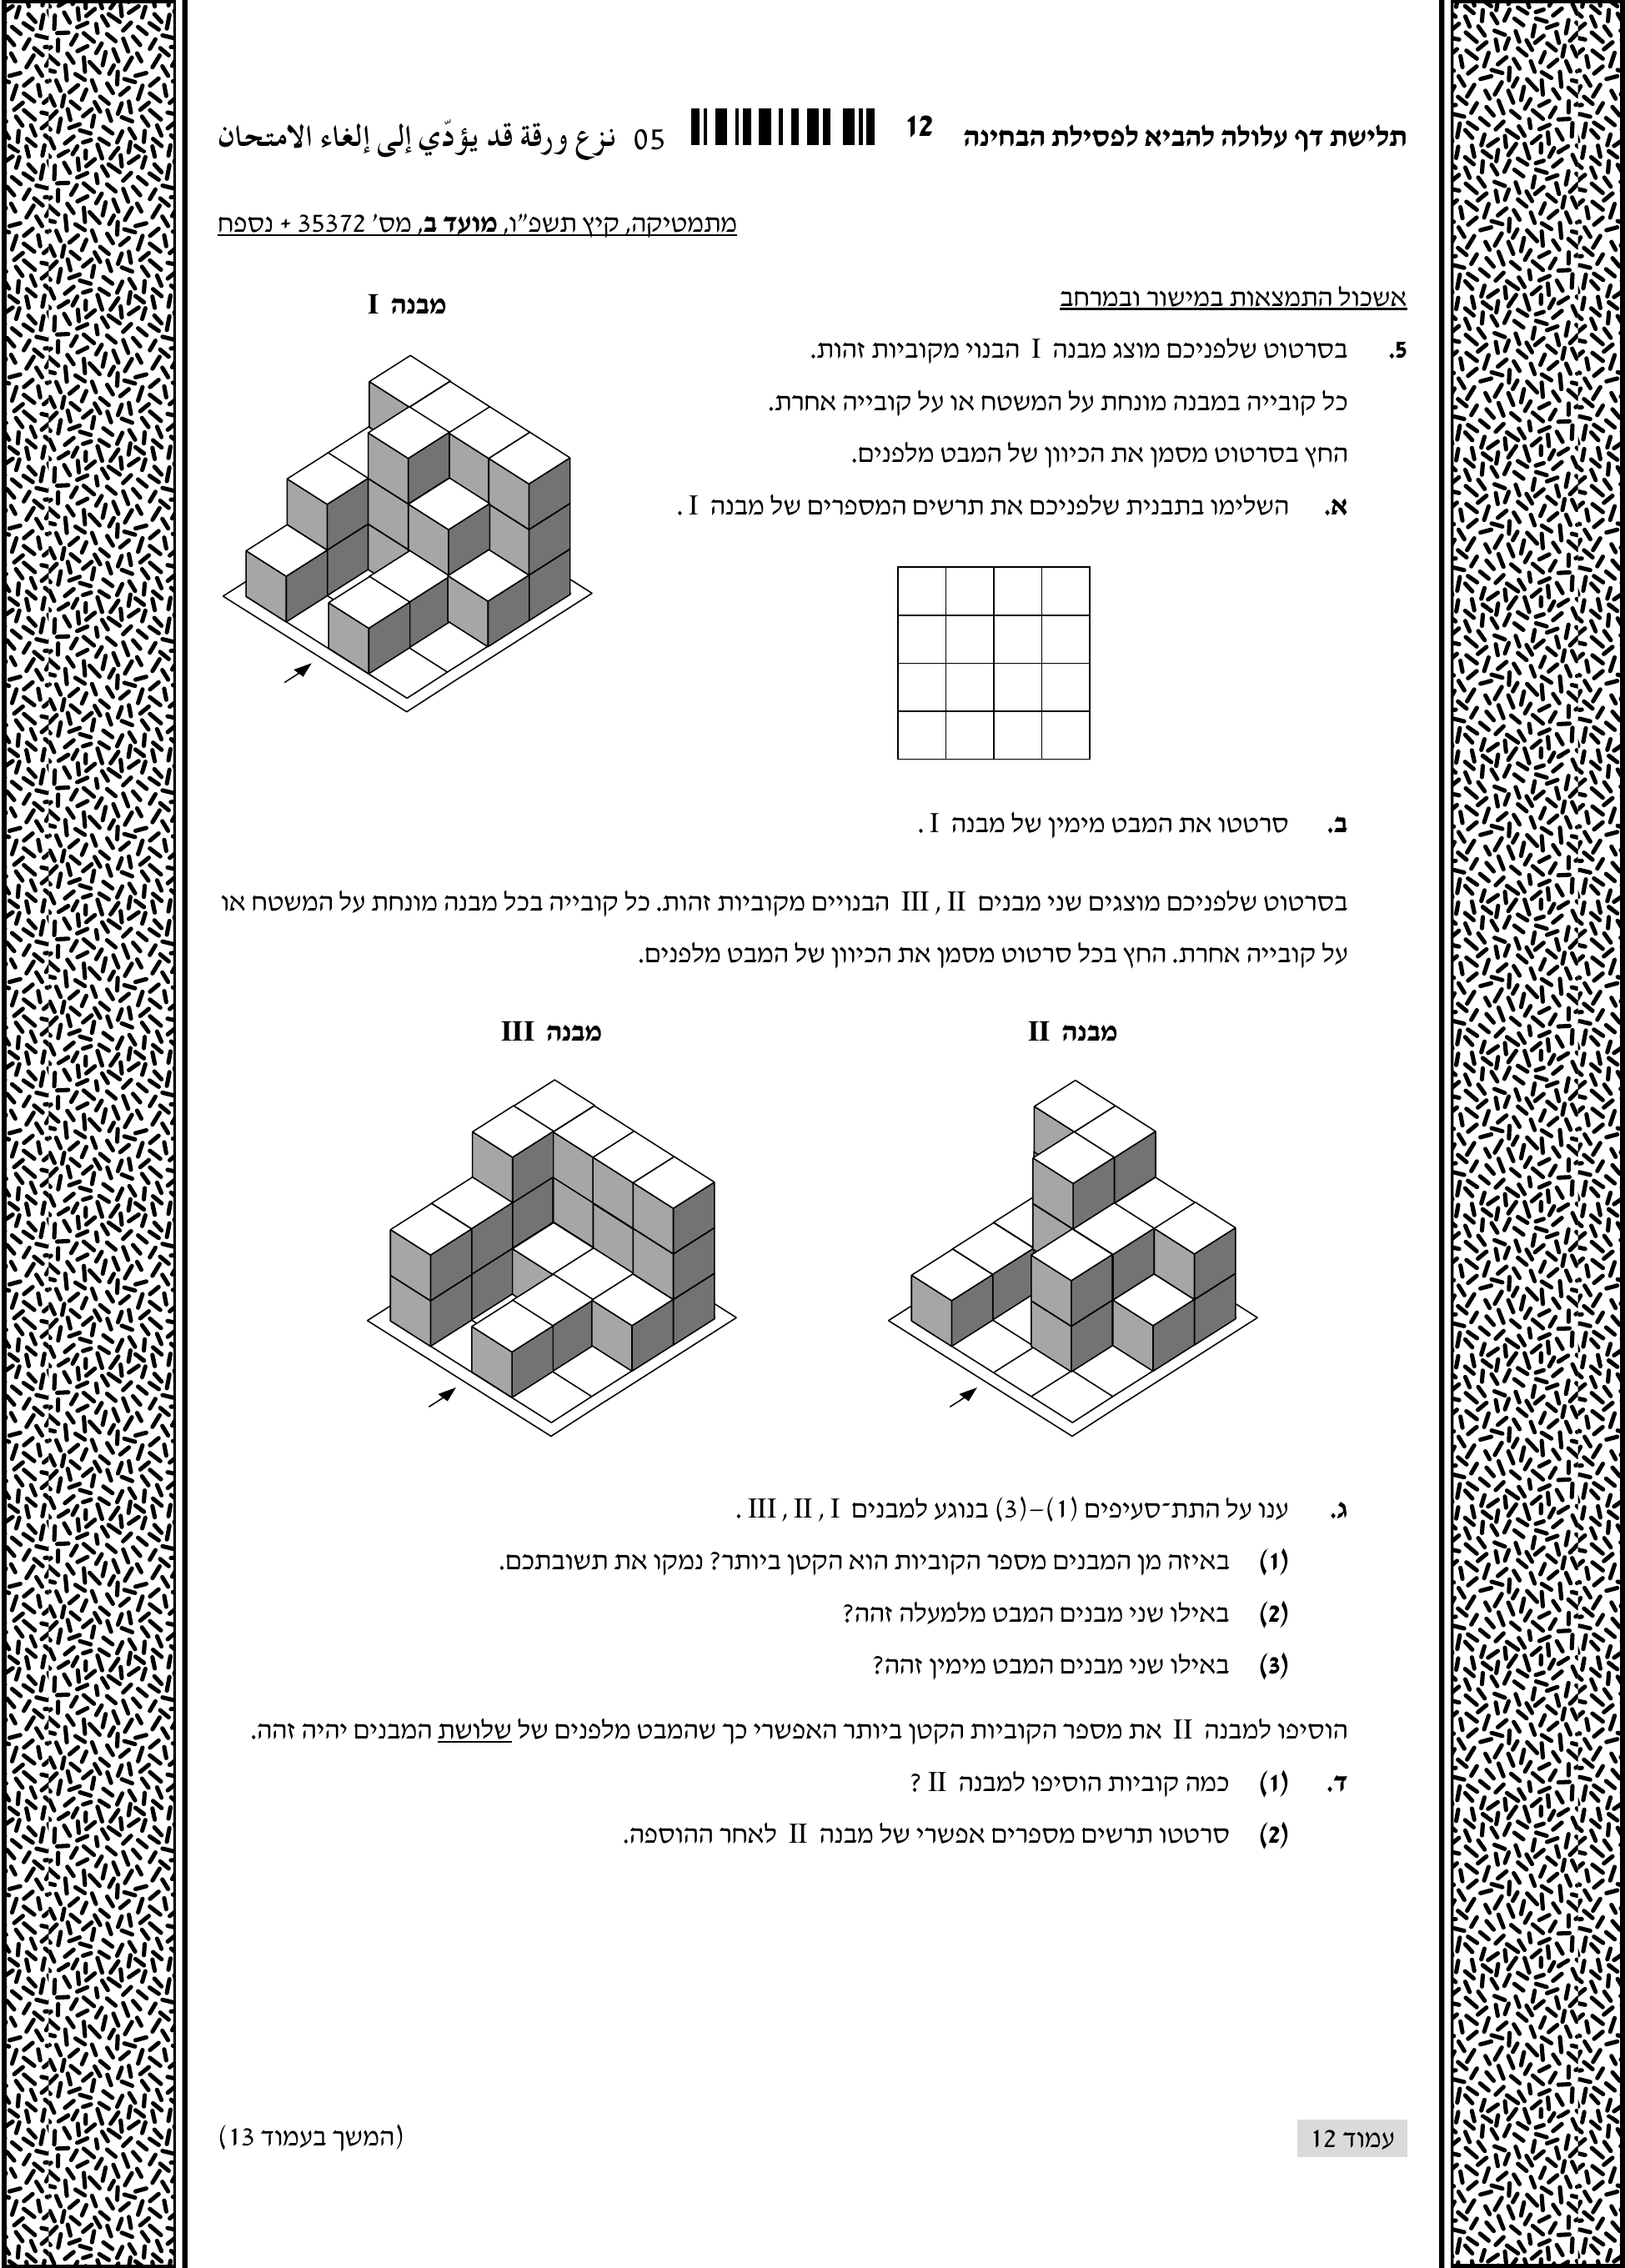 תלישת דף עלולה להביא לפסילת הבחינה 12 05 نزع ورقة قد يؤدّي إلى إلغاء الامتحان
מתמטיקה, קיץ תשפ"ו, מועד ב, מס' 35372 + נספח
אשכול התמצאות במישור ובמרחב
מבנה I
5. בסרטוט שלפניכם מוצג מבנה I הבנוי מקוביות זהות.
כל קובייה במבנה מונחת על המשטח או על קובייה אחרת.
החץ בסרטוט מסמן את הכיוון של המבט מלפנים.
א. השלימו בתבנית שלפניכם את תרשים המספרים של מבנה I.
ב. סרטטו את המבט מימין של מבנה I.
בסרטוט שלפניכם מוצגים שני מבנים II, III הבנויים מקוביות זהות. כל קובייה בכל מבנה מונחת על המשטח או
על קובייה אחרת. החץ בכל סרטוט מסמן את הכיוון של המבט מלפנים.
מבנה II
מבנה III
ג. ענו על התת־סעיפים (1)–(3) בנוגע למבנים I, II, III.
(1) באיזה מן המבנים מספר הקוביות הוא הקטן ביותר? נמקו את תשובתכם.
(2) באילו שני מבנים המבט מלמעלה זהה?
(3) באילו שני מבנים המבט מימין זהה?
הוסיפו למבנה II את מספר הקוביות הקטן ביותר האפשרי כך שהמבט מלפנים של שלושת המבנים יהיה זהה.
ד. (1) כמה קוביות הוסיפו למבנה II?
(2) סרטטו תרשים מספרים אפשרי של מבנה II לאחר ההוספה.
עמוד 12
(המשך בעמוד 13)